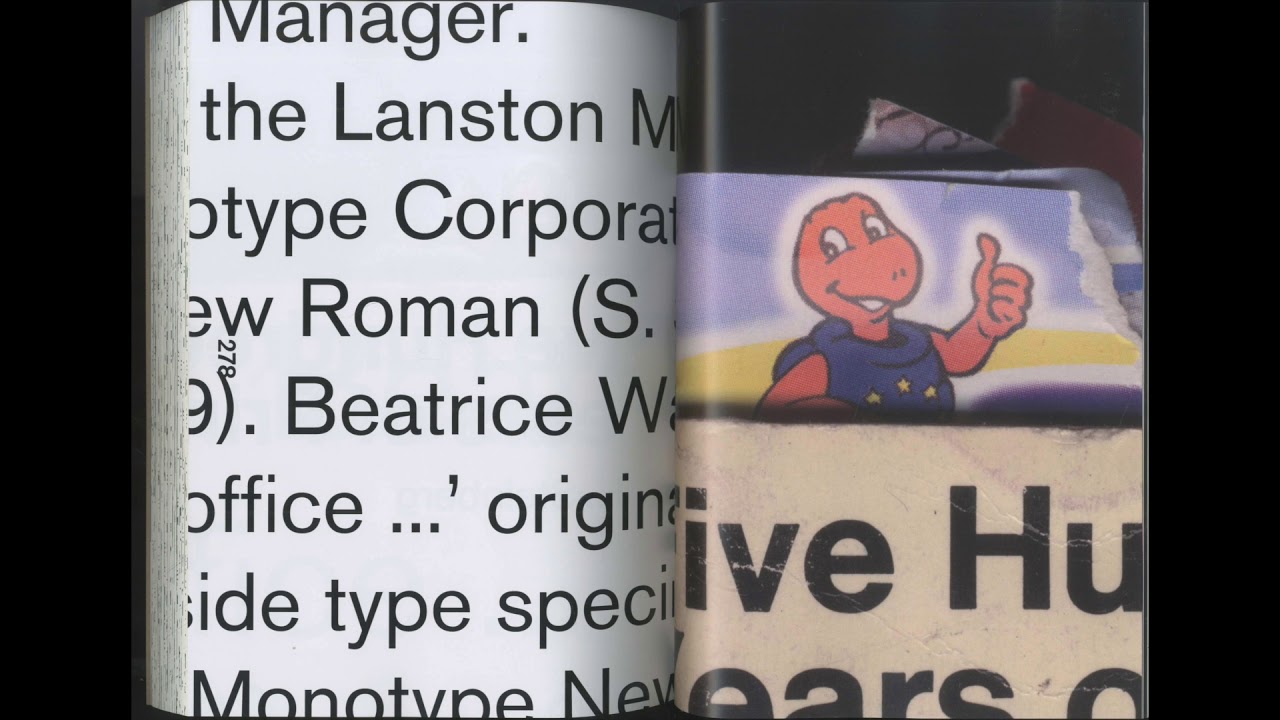 Manager.
the Lanston M
otype Corporat
ew Roman (S.
278
9). Beatrice Wa
office ...’ origina
side type speci
Monotype New
ive Hu
ears o